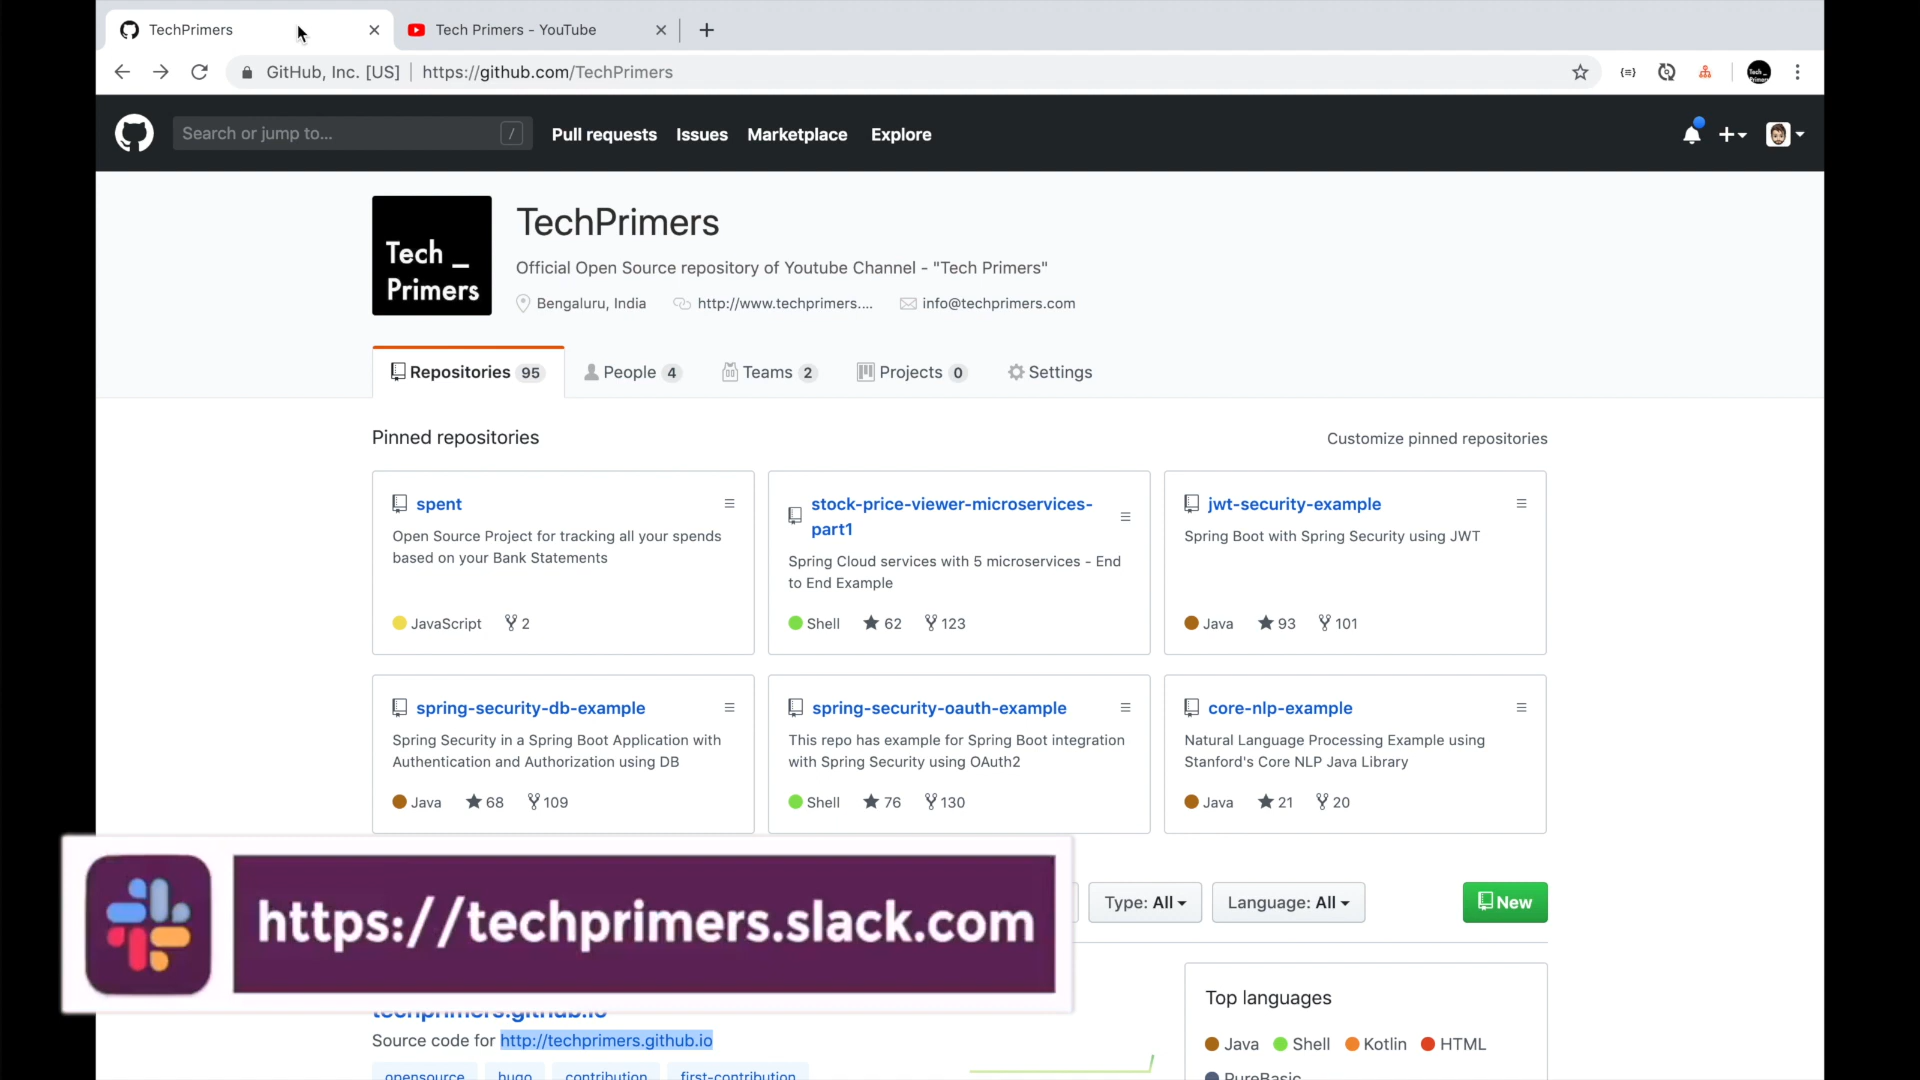 TechPrimers
Tech Primers - YouTube
GitHub, Inc. [US] | https://github.com/TechPrimers
Search or jump to...
/
Pull requests Issues Marketplace Explore
Tech _
Primers
TechPrimers
Official Open Source repository of Youtube Channel - "Tech Primers"
Bengaluru, India http://www.techprimers.... info@techprimers.com
Repositories 95 People 4 Teams 2 Projects 0 Settings
Pinned repositories
Customize pinned repositories
spent
Open Source Project for tracking all your spends
based on your Bank Statements
JavaScript 2
stock-price-viewer-microservices-
part1
Spring Cloud services with 5 microservices - End
to End Example
Shell 62 123
jwt-security-example
Spring Boot with Spring Security using JWT
Java 93 101
spring-security-db-example
Spring Security in a Spring Boot Application with
Authentication and Authorization using DB
Java 68 109
spring-security-oauth-example
This repo has example for Spring Boot integration
with Spring Security using OAuth2
Shell 76 130
core-nlp-example
Natural Language Processing Example using
Stanford's Core NLP Java Library
Java 21 20
https://techprimers.slack.com
Type: All
Language: All
New
techprimers.github.io
Source code for http://techprimers.github.io
opensource hugo contribution first-contribution
Top languages
Java Shell Kotlin HTML
PureBasic